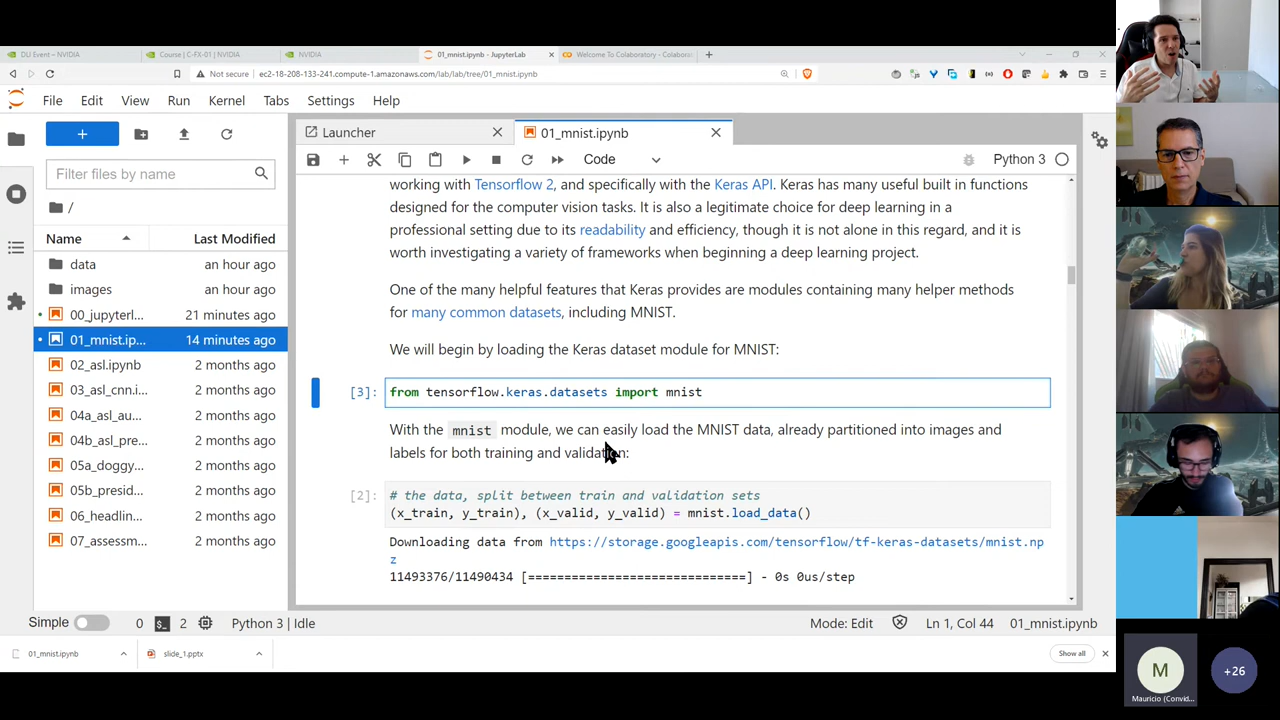 DU Event – NVIDIA
Course | C-FX-01 | NVIDIA
NVIDIA
01_mnist.ipynb - JupyterLab
Welcome To Colaboratory - Colabora
Not secure
ec2-18-208-133-241.compute-1.amazonaws.com/lab/lab/tree/01_mnist.ipynb
File Edit View Run Kernel Tabs Settings Help
Launcher
01_mnist.ipynb
Code
Python 3
Filter files by name
/
Name Last Modified
data an hour ago
images an hour ago
00_jupyterl... 21 minutes ago
01_mnist.ip... 14 minutes ago
02_asl.ipynb 2 months ago
03_asl_cnn.i... 2 months ago
04a_asl_au... 2 months ago
04b_asl_pre... 2 months ago
05a_doggy... 2 months ago
05b_presid... 2 months ago
06_headlin... 2 months ago
07_assessm... 2 months ago
working with Tensorflow 2, and specifically with the Keras API. Keras has many useful built in functions
designed for the computer vision tasks. It is also a legitimate choice for deep learning in a
professional setting due to its readability and efficiency, though it is not alone in this regard, and it is
worth investigating a variety of frameworks when beginning a deep learning project.
One of the many helpful features that Keras provides are modules containing many helper methods
for many common datasets, including MNIST.
We will begin by loading the Keras dataset module for MNIST:
[3]: from tensorflow.keras.datasets import mnist
With the mnist module, we can easily load the MNIST data, already partitioned into images and
labels for both training and validation:
[2]: # the data, split between train and validation sets
(x_train, y_train), (x_valid, y_valid) = mnist.load_data()
Downloading data from https://storage.googleapis.com/tensorflow/tf-keras-datasets/mnist.np
z
11493376/11490434 [==============================] - 0s 0us/step
Simple 0 2 Python 3 | Idle
Mode: Edit Ln 1, Col 44 01_mnist.ipynb
01_mnist.ipynb
slide_1.pptx
Show all
M
Mauricio (Convid...
+26